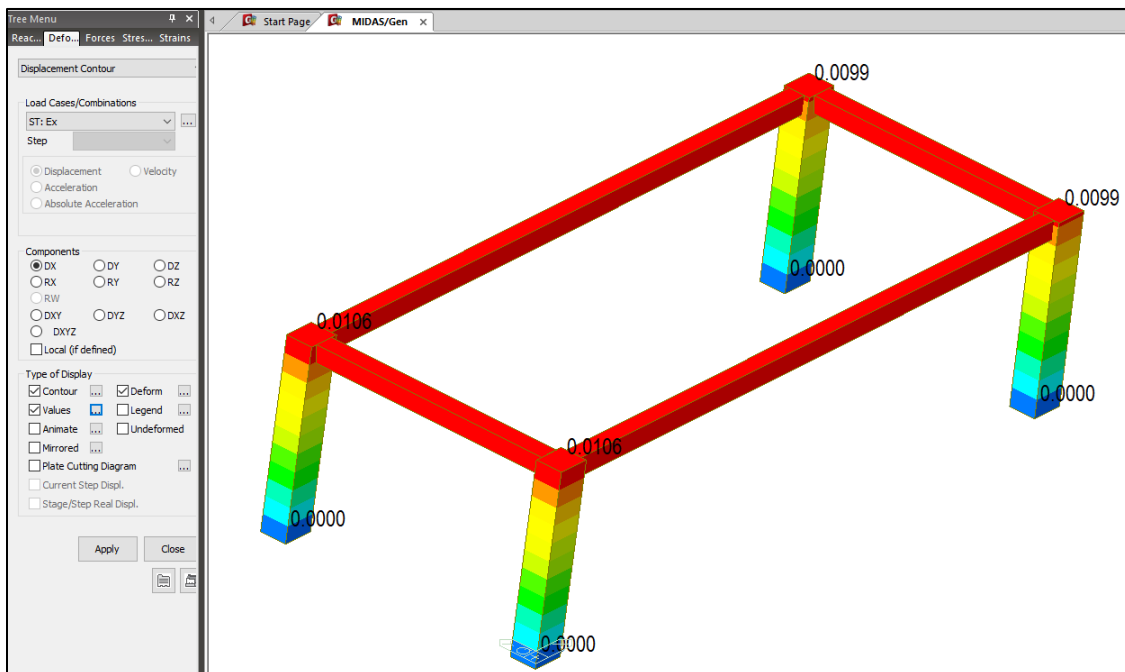 Tree Menu
Start Page
MIDAS/Gen
Reac... Defo... Forces Stres... Strains
Displacement Contour
Load Cases/Combinations
ST: Ex
...
Step
Displacement Velocity
Acceleration
Absolute Acceleration
Components
DX DY DZ
RX RY RZ
RW
DXY DYZ DXZ
DXYZ
Local (if defined)
Type of Display
Contour ... Deform ...
Values ... Legend ...
Animate ... Undeformed
Mirrored ...
Plate Cutting Diagram ...
Current Step Displ.
Stage/Step Real Displ.
Apply Close
0.0099
0.0099
0.0000
0.0106
0.0000
0.0106
0.0000
0.0000